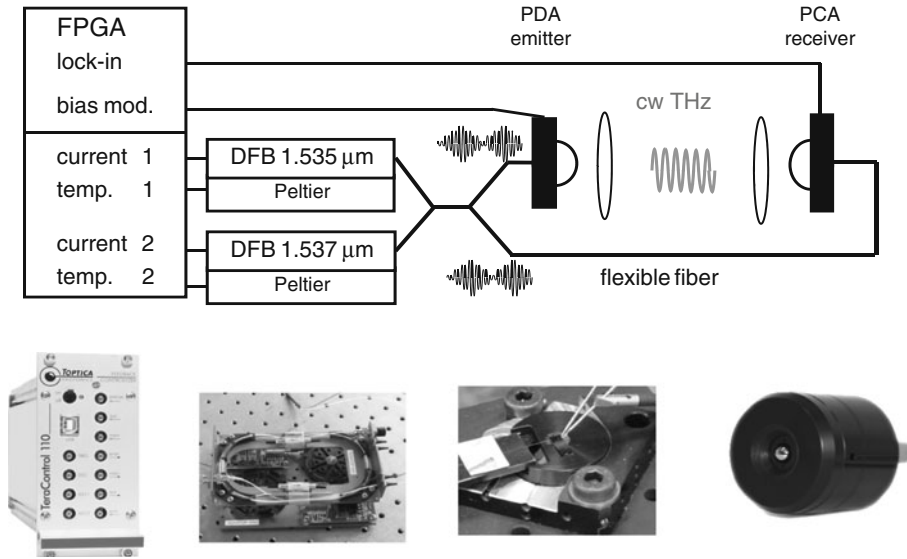 FPGA
lock-in
bias mod.
current 1
temp. 1
current 2
temp. 2
DFB 1.535 µm
Peltier
DFB 1.537 µm
Peltier
PDA
emitter
PCA
receiver
cw THz
flexible fiber
TOPTICA
TeraControl 110